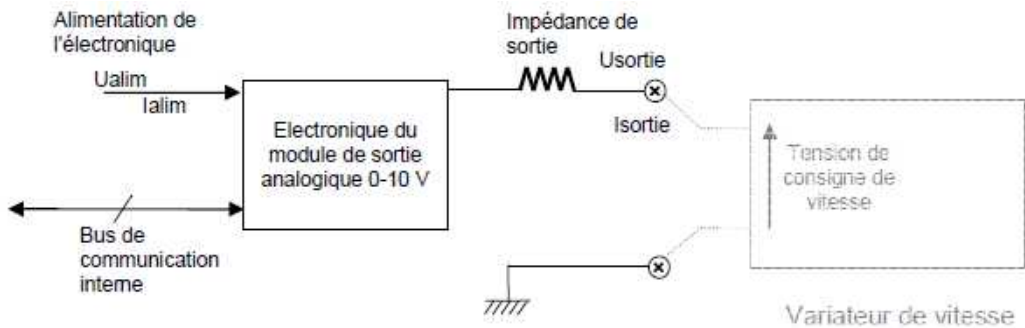 Alimentation de
l'électronique
Ualim
Ialim
Electronique du
module de sortie
analogique 0-10 V
Bus de
communication
interne
Impédance de
sortie
Usortie
Isortie
Tension de
consigne de
vitesse
Variateur de vitesse